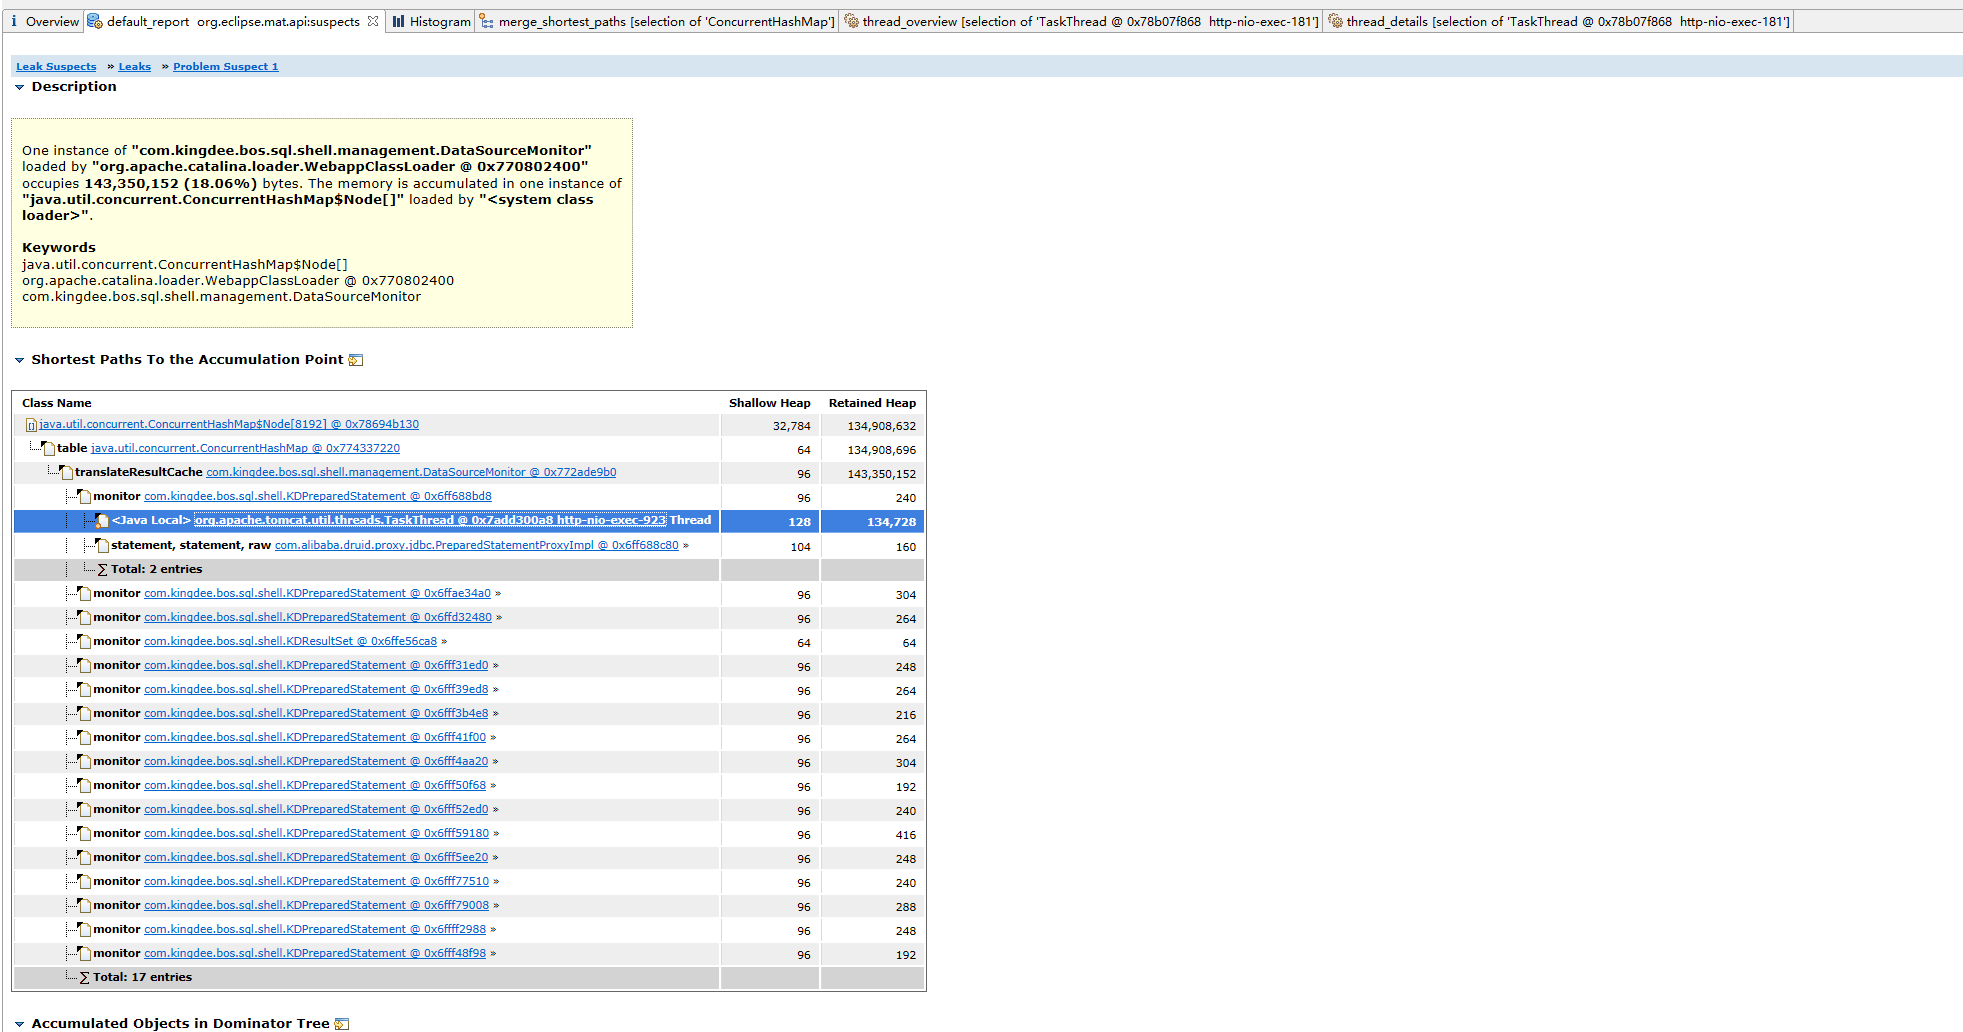 i Overview default_report org.eclipse.mat.api:suspects Histogram merge_shortest_paths [selection of 'ConcurrentHashMap'] thread_overview [selection of 'TaskThread @ 0x78b07f868 http-nio-exec-181'] thread_details [selection of 'TaskThread @ 0x78b07f868 http-nio-exec-181']
Leak Suspects » Leaks » Problem Suspect 1
Description
One instance of "com.kingdee.bos.sql.shell.management.DataSourceMonitor"
loaded by "org.apache.catalina.loader.WebappClassLoader @ 0x770802400"
occupies 143,350,152 (18.06%) bytes. The memory is accumulated in one instance of
"java.util.concurrent.ConcurrentHashMap$Node[]" loaded by "<system class
loader>".
Keywords
java.util.concurrent.ConcurrentHashMap$Node[]
org.apache.catalina.loader.WebappClassLoader @ 0x770802400
com.kingdee.bos.sql.shell.management.DataSourceMonitor
Shortest Paths To the Accumulation Point
Class Name Shallow Heap Retained Heap
java.util.concurrent.ConcurrentHashMap$Node[8192] @ 0x78694b130 32,784 134,908,632
table java.util.concurrent.ConcurrentHashMap @ 0x774337220 64 134,908,696
translateResultCache com.kingdee.bos.sql.shell.management.DataSourceMonitor @ 0x772ade9b0 96 143,350,152
monitor com.kingdee.bos.sql.shell.KDPreparedStatement @ 0x6ff688bd8 96 240
<Java Local> org.apache.tomcat.util.threads.TaskThread @ 0x7add300a8 http-nio-exec-923 Thread 128 134,728
statement, statement, raw com.alibaba.druid.proxy.jdbc.PreparedStatementProxyImpl @ 0x6ff688c80 » 104 160
Σ Total: 2 entries
monitor com.kingdee.bos.sql.shell.KDPreparedStatement @ 0x6ffae34a0 » 96 304
monitor com.kingdee.bos.sql.shell.KDPreparedStatement @ 0x6ffd32480 » 96 264
monitor com.kingdee.bos.sql.shell.KDResultSet @ 0x6ffe56ca8 » 64 64
monitor com.kingdee.bos.sql.shell.KDPreparedStatement @ 0x6fff31ed0 » 96 248
monitor com.kingdee.bos.sql.shell.KDPreparedStatement @ 0x6fff39ed8 » 96 264
monitor com.kingdee.bos.sql.shell.KDPreparedStatement @ 0x6fff3b4e8 » 96 216
monitor com.kingdee.bos.sql.shell.KDPreparedStatement @ 0x6fff41f00 » 96 264
monitor com.kingdee.bos.sql.shell.KDPreparedStatement @ 0x6fff4aa20 » 96 304
monitor com.kingdee.bos.sql.shell.KDPreparedStatement @ 0x6fff50f68 » 96 192
monitor com.kingdee.bos.sql.shell.KDPreparedStatement @ 0x6fff52ed0 » 96 240
monitor com.kingdee.bos.sql.shell.KDPreparedStatement @ 0x6fff59180 » 96 416
monitor com.kingdee.bos.sql.shell.KDPreparedStatement @ 0x6fff5ee20 » 96 248
monitor com.kingdee.bos.sql.shell.KDPreparedStatement @ 0x6fff77510 » 96 240
monitor com.kingdee.bos.sql.shell.KDPreparedStatement @ 0x6fff79008 » 96 288
monitor com.kingdee.bos.sql.shell.KDPreparedStatement @ 0x6ffff2988 » 96 248
monitor com.kingdee.bos.sql.shell.KDPreparedStatement @ 0x6fff48f98 » 96 192
Σ Total: 17 entries
Accumulated Objects in Dominator Tree